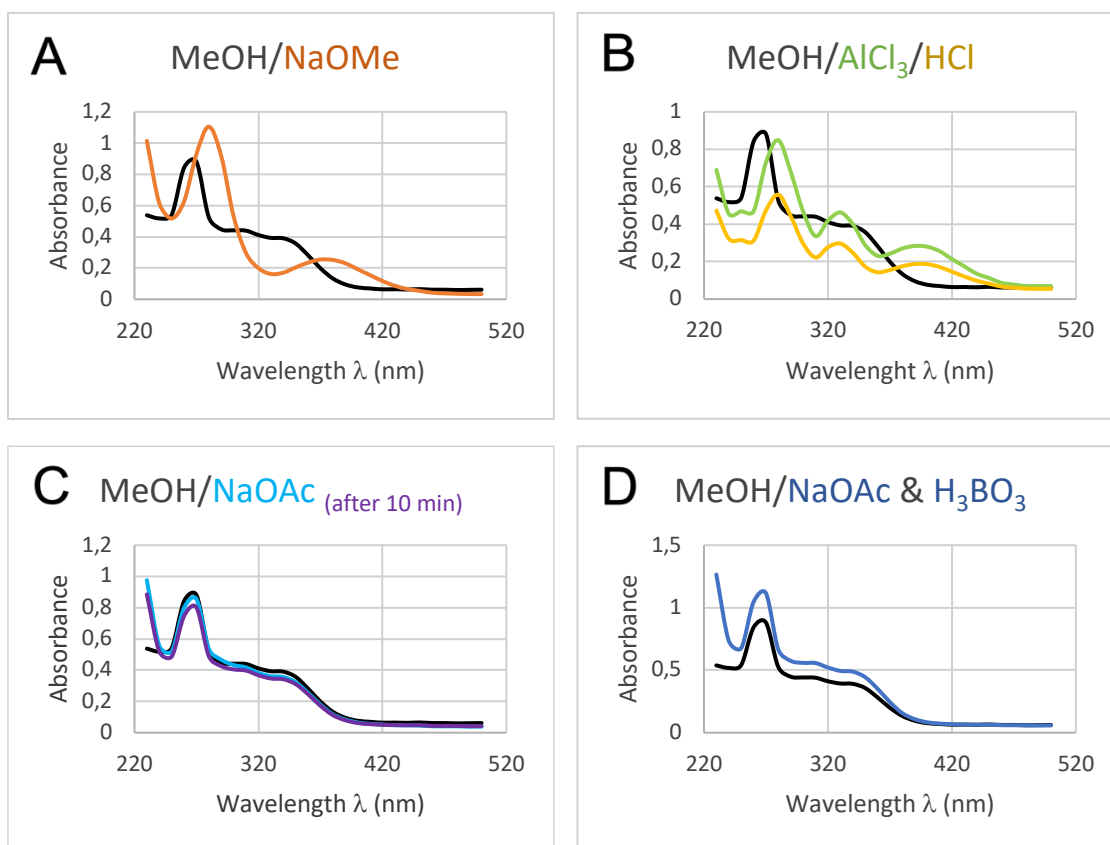 A
MeOH/NaOMe
Absorbance
1,2
1
0,8
0,6
0,4
0,2
0
220
320
420
520
Wavelength λ (nm)
B
MeOH/AlCl₃/HCl
Absorbance
1
0,8
0,6
0,4
0,2
0
220
320
420
520
Wavelenght λ (nm)
C
MeOH/NaOAc (after 10 min)
Absorbance
1,2
1
0,8
0,6
0,4
0,2
0
220
320
420
520
Wavelength λ (nm)
D
MeOH/NaOAc & H₃BO₃
Absorbance
1,5
1
0,5
0
220
320
420
520
Wavelength λ (nm)